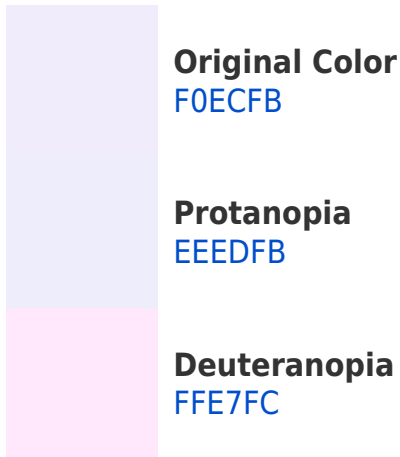 Original Color
F0ECFB
Protanopia
EEEDFB
Deuteranopia
FFE7FC